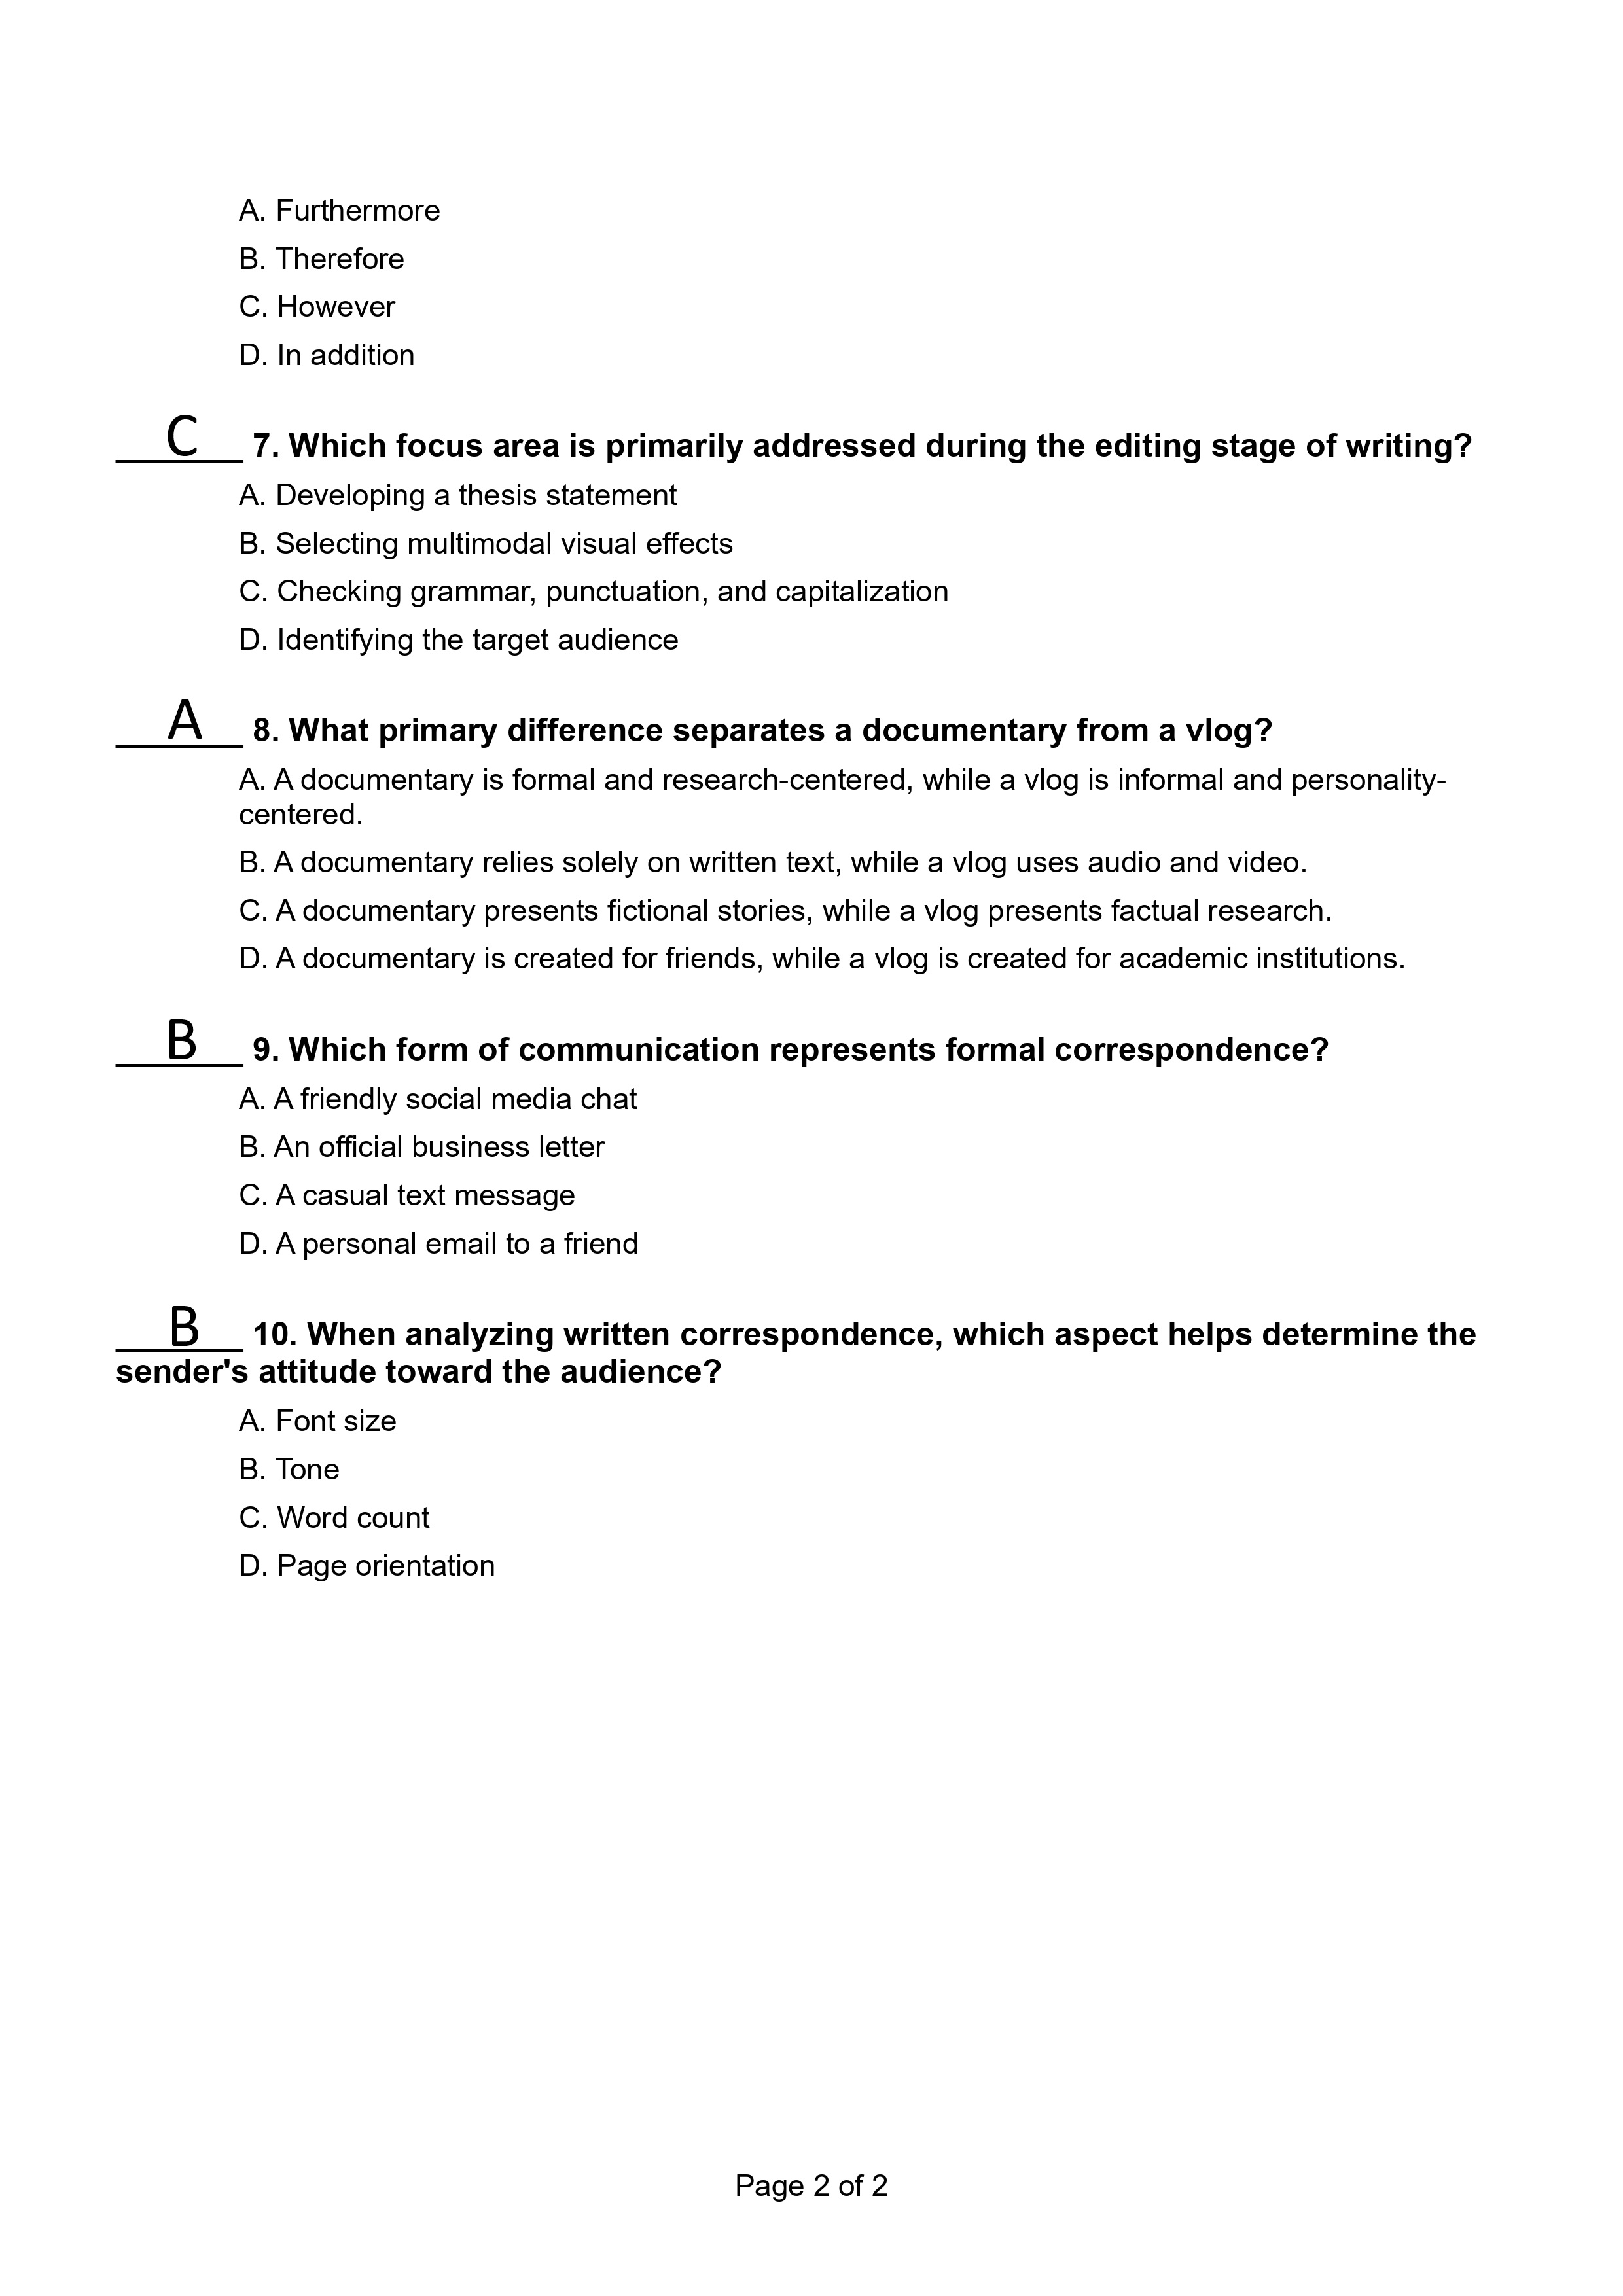 A. Furthermore
B. Therefore
C. However
D. In addition
C 7. Which focus area is primarily addressed during the editing stage of writing?
A. Developing a thesis statement
B. Selecting multimodal visual effects
C. Checking grammar, punctuation, and capitalization
D. Identifying the target audience
A 8. What primary difference separates a documentary from a vlog?
A. A documentary is formal and research-centered, while a vlog is informal and personality-
centered.
B. A documentary relies solely on written text, while a vlog uses audio and video.
C. A documentary presents fictional stories, while a vlog presents factual research.
D. A documentary is created for friends, while a vlog is created for academic institutions.
B 9. Which form of communication represents formal correspondence?
A. A friendly social media chat
B. An official business letter
C. A casual text message
D. A personal email to a friend
B 10. When analyzing written correspondence, which aspect helps determine the
sender's attitude toward the audience?
A. Font size
B. Tone
C. Word count
D. Page orientation
Page 2 of 2